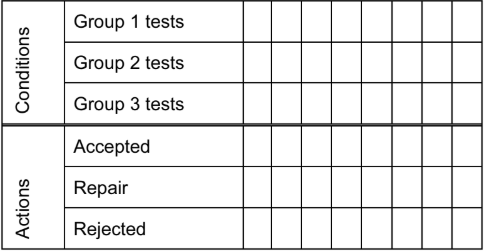 Conditions
Group 1 tests
Group 2 tests
Group 3 tests
Actions
Accepted
Repair
Rejected